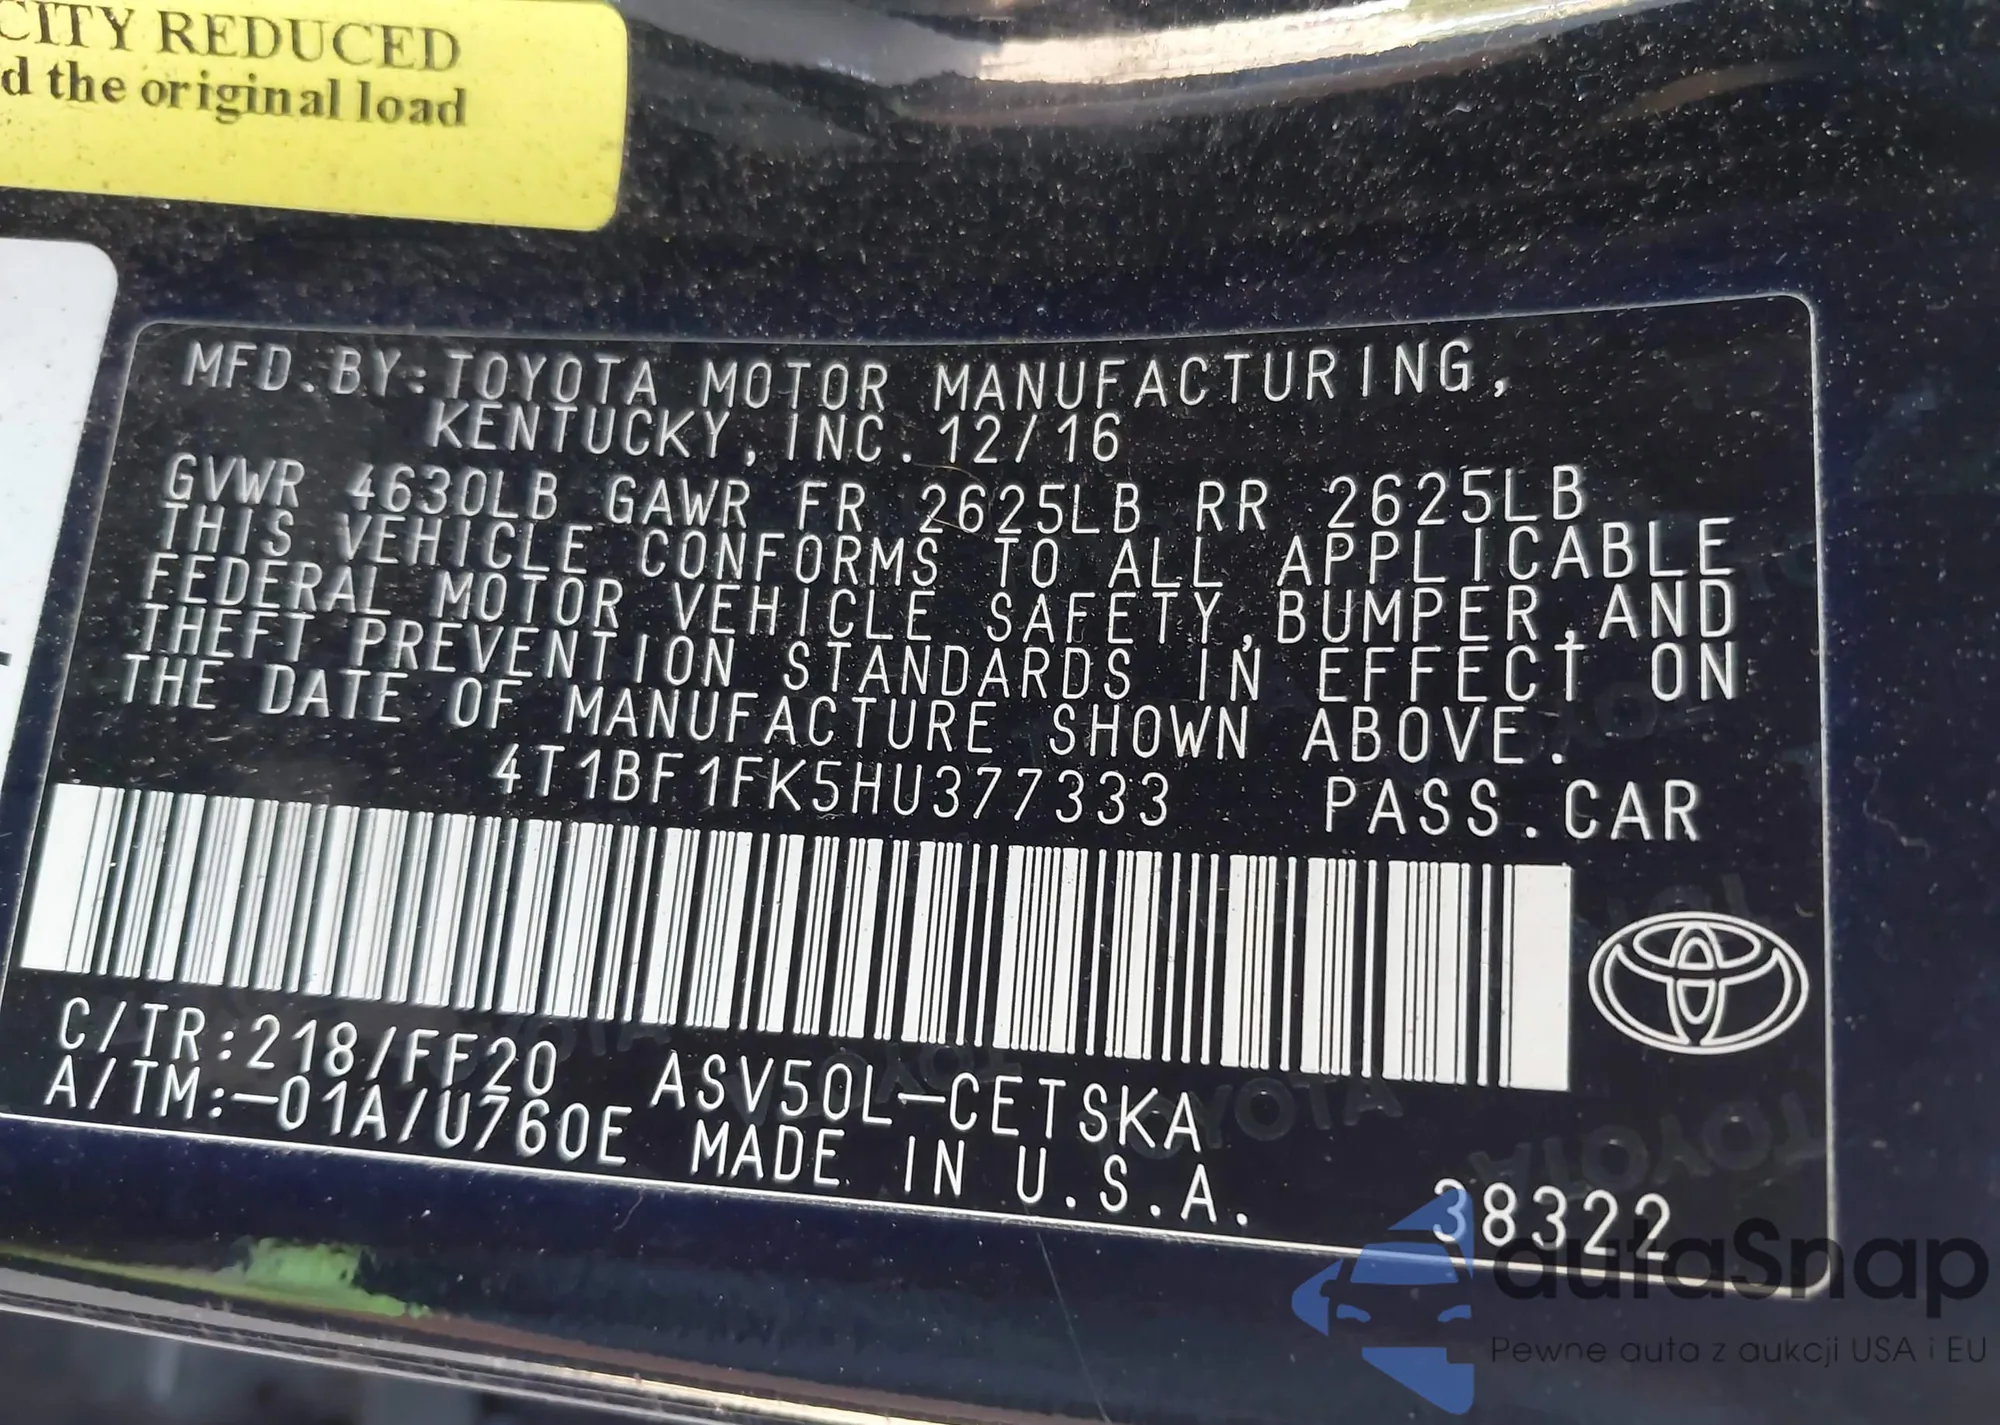 CITY REDUCED
d the original load
MFD. BY: TOYOTA MOTOR MANUFACTURING,
KENTUCKY, INC. 12/16
GVWR 4630LB GAWR FR 2625LB RR 2625LB
THIS VEHICLE CONFORMS TO ALL APPLICABLE
FEDERAL MOTOR VEHICLE SAFETY, BUMPER, AND
THEFT PREVENTION STANDARDS IN EFFECT ON
THE DATE OF MANUFACTURE SHOWN ABOVE.
4T1BF1FK5HU377333 PASS. CAR
C/TR:218/FF20 ASV50L-CETSKA
A/TM:-01A/U760E MADE IN U.S.A.
38322
autaSnap
Pewne auta z aukcji USA i EU